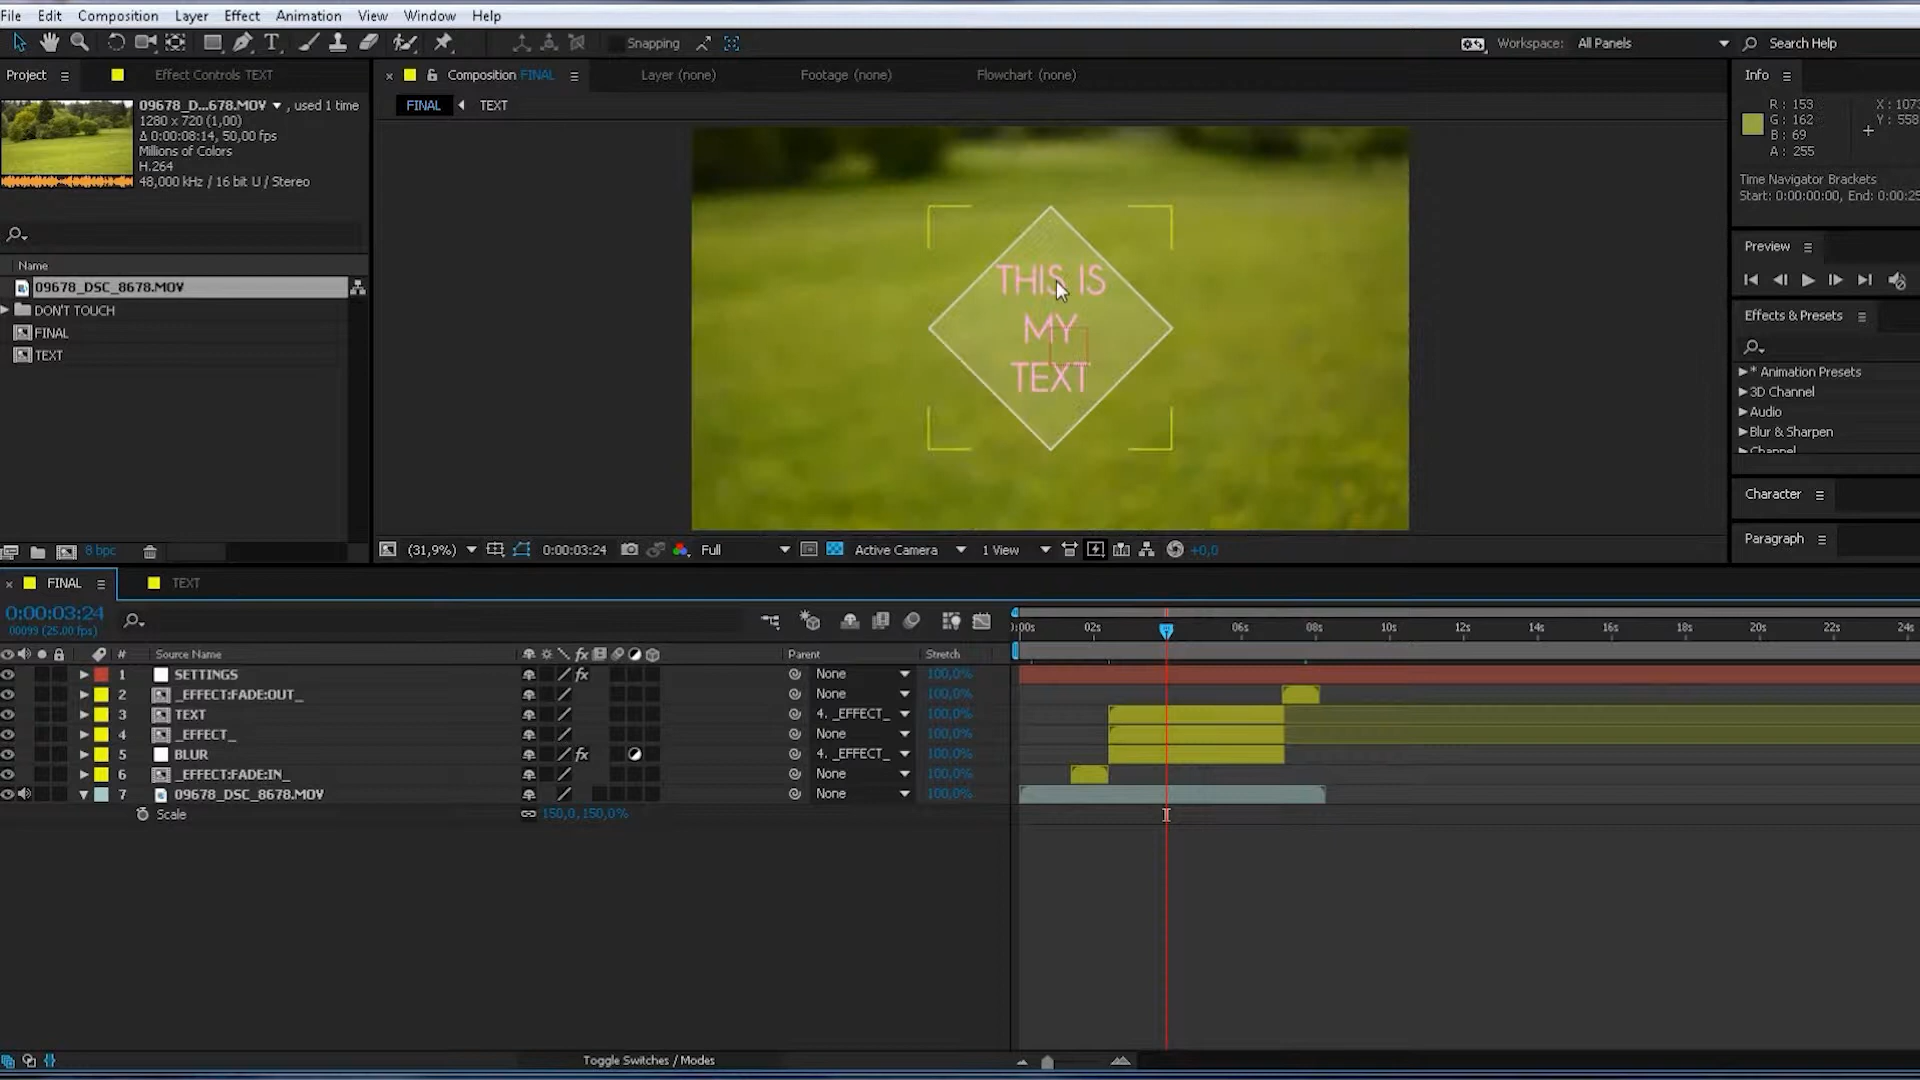 File Edit Composition Layer Effect Animation View Window Help
Snapping
Workspace: All Panels
Search Help
Project
Effect Controls TEXT
Composition FINAL
Layer (none)
Footage (none)
Flowchart (none)
Info
09678_D...678.MOV , used 1 time
1280 x 720 (1,00)
Δ 0:00:08:14, 50,00 fps
Millions of Colors
H.264
48,000 kHz / 16 bit U / Stereo
FINAL TEXT
R : 153
G : 162
B : 69
A : 255
X : 1073
Y : 558
Time Navigator Brackets
Start: 0:00:00:00, End: 0:00:25
Preview
Effects & Presets
* Animation Presets
3D Channel
Audio
Blur & Sharpen
Channel
Character
Paragraph
Name
09678_DSC_8678.MOV
DON'T TOUCH
FINAL
TEXT
THIS IS
MY
TEXT
8 bpc
(31,9%) 0:00:03:24 Full Active Camera 1 View +0,0
FINAL
TEXT
0:00:03:24
00099 (25.00 fps)
):00s 02s 06s 08s 10s 12s 14s 16s 18s 20s 22s 24s
# Source Name Parent Stretch
1 SETTINGS None 100,0%
2 _EFFECT:FADE:OUT_ None 100,0%
3 TEXT 4. _EFFECT_ 100,0%
4 _EFFECT_ None 100,0%
5 BLUR 4. _EFFECT_ 100,0%
6 _EFFECT:FADE:IN_ None 100,0%
7 09678_DSC_8678.MOV None 100,0%
Scale 150,0, 150,0%
Toggle Switches / Modes